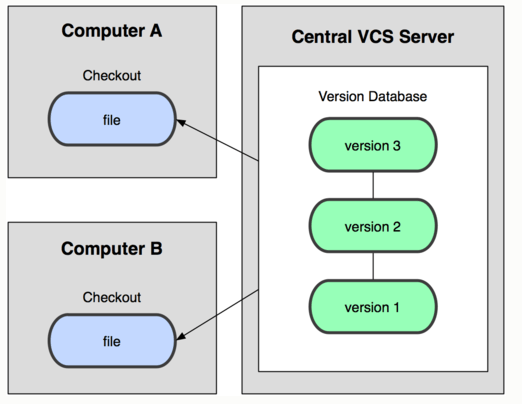 Computer A
Checkout
file
Computer B
Checkout
file
Central VCS Server
Version Database
version 3
version 2
version 1